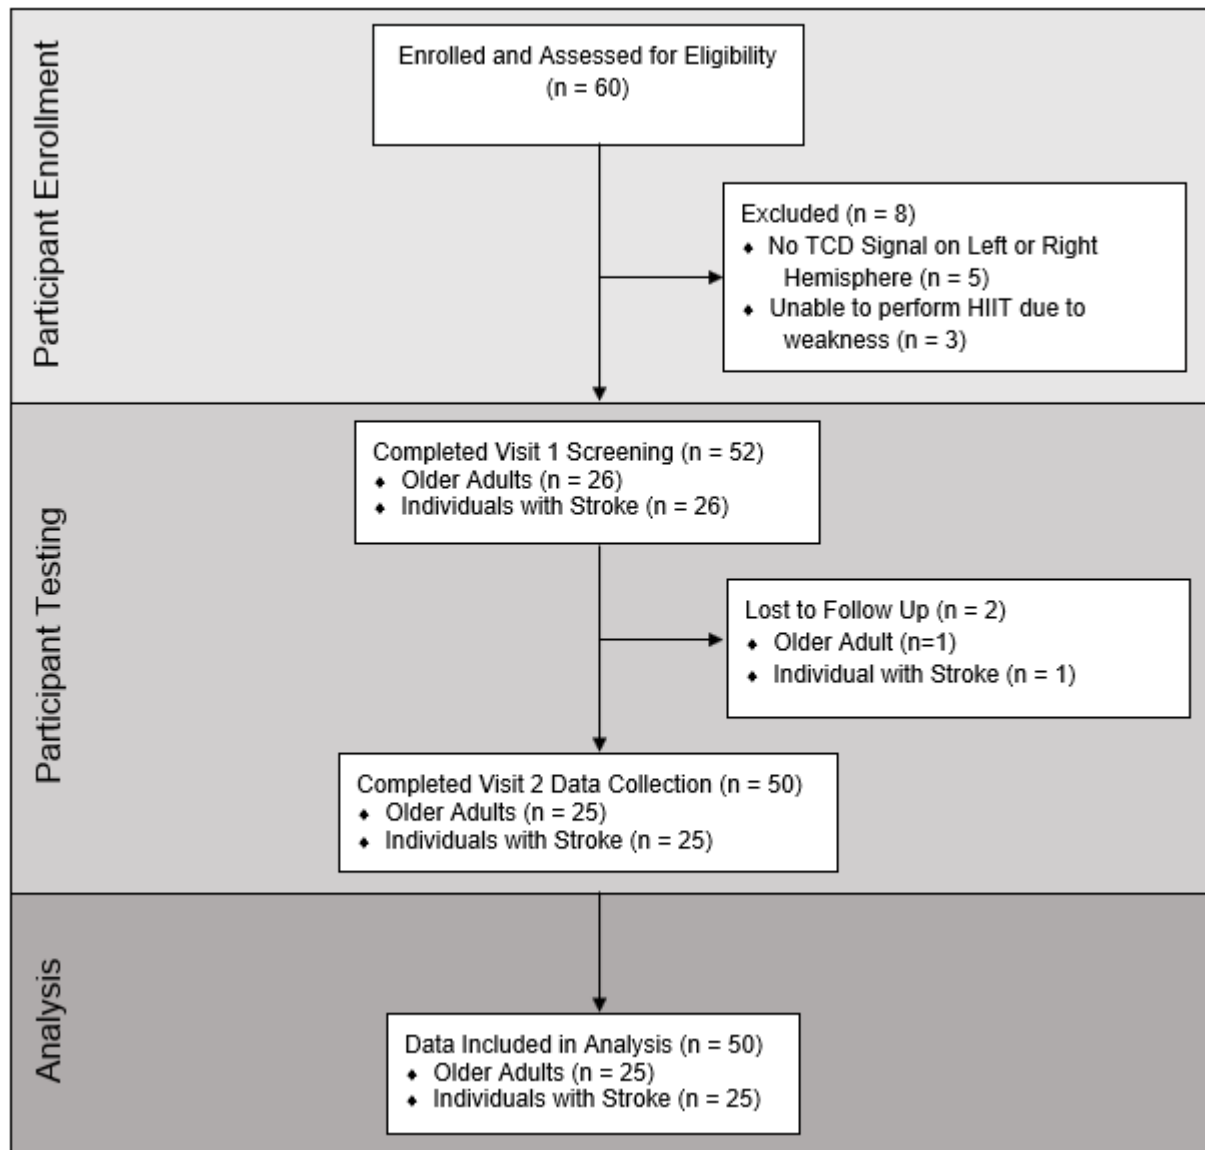 Participant Enrollment
Enrolled and Assessed for Eligibility
(n = 60)
Excluded (n = 8)
♦ No TCD Signal on Left or Right
Hemisphere (n = 5)
♦ Unable to perform HIIT due to
weakness (n = 3)
Participant Testing
Completed Visit 1 Screening (n = 52)
♦ Older Adults (n = 26)
♦ Individuals with Stroke (n = 26)
Lost to Follow Up (n = 2)
♦ Older Adult (n=1)
♦ Individual with Stroke (n = 1)
Completed Visit 2 Data Collection (n = 50)
♦ Older Adults (n = 25)
♦ Individuals with Stroke (n = 25)
Analysis
Data Included in Analysis (n = 50)
♦ Older Adults (n = 25)
♦ Individuals with Stroke (n = 25)